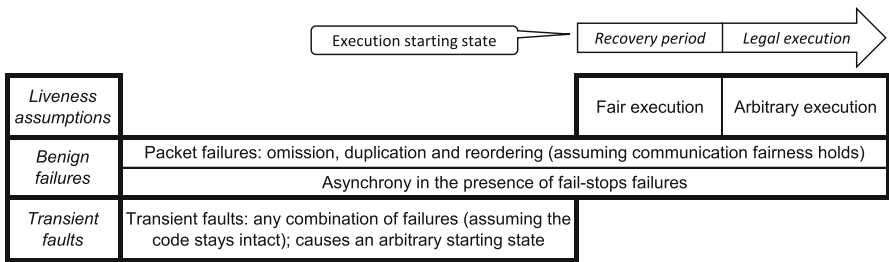 Execution starting state
Recovery period
Legal execution
Liveness
assumptions
Fair execution
Arbitrary execution
Benign
failures
Packet failures: omission, duplication and reordering (assuming communication fairness holds)
Asynchrony in the presence of fail-stops failures
Transient
faults
Transient faults: any combination of failures (assuming the
code stays intact); causes an arbitrary starting state